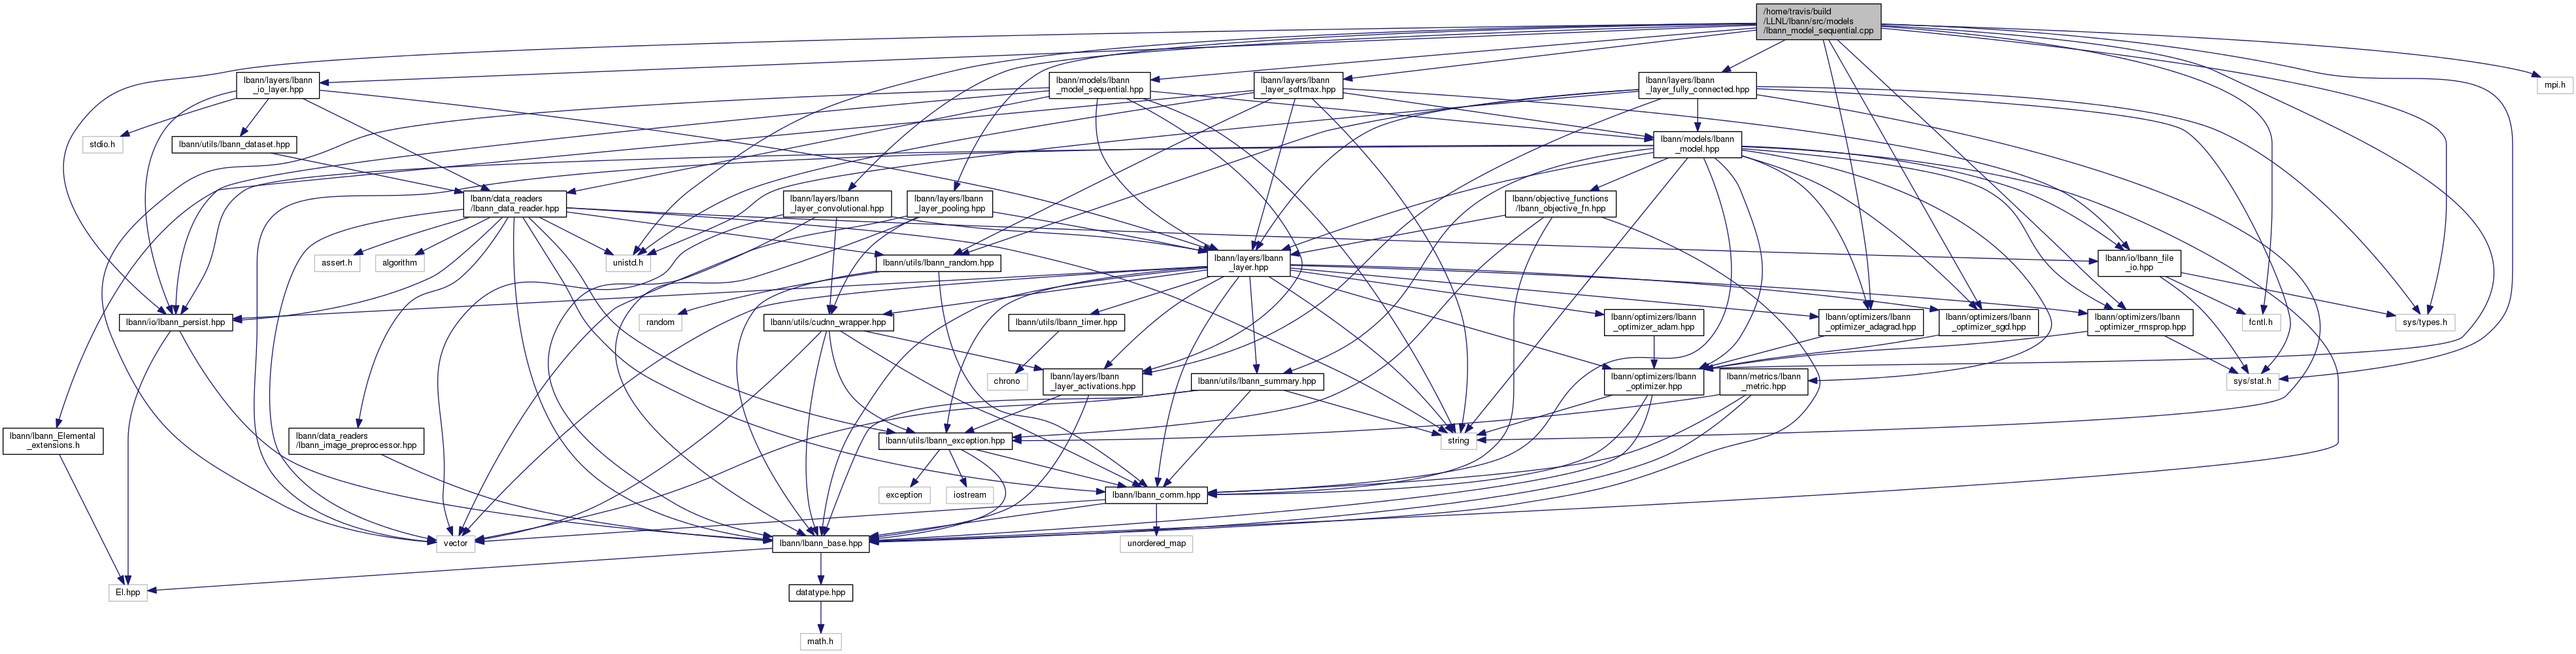 /home/travis/build
/LLNL/lbann/src/models
/lbann_model_sequential.cpp
lbann/layers/lbann
_io_layer.hpp
lbann/models/lbann
_model_sequential.hpp
lbann/layers/lbann
_layer_softmax.hpp
lbann/layers/lbann
_layer_fully_connected.hpp
mpi.h
stdio.h
lbann/utils/lbann_dataset.hpp
lbann/models/lbann
_model.hpp
lbann/data_readers
/lbann_data_reader.hpp
lbann/layers/lbann
_layer_convolutional.hpp
lbann/layers/lbann
_layer_pooling.hpp
lbann/objective_functions
/lbann_objective_fn.hpp
assert.h
algorithm
unistd.h
lbann/utils/lbann_random.hpp
lbann/layers/lbann
_layer.hpp
lbann/io/lbann_file
_io.hpp
lbann/io/lbann_persist.hpp
random
lbann/utils/cudnn_wrapper.hpp
lbann/utils/lbann_timer.hpp
lbann/optimizers/lbann
_optimizer_adam.hpp
lbann/optimizers/lbann
_optimizer_adagrad.hpp
lbann/optimizers/lbann
_optimizer_sgd.hpp
lbann/optimizers/lbann
_optimizer_rmsprop.hpp
fcntl.h
sys/types.h
chrono
lbann/layers/lbann
_layer_activations.hpp
lbann/utils/lbann_summary.hpp
lbann/optimizers/lbann
_optimizer.hpp
lbann/metrics/lbann
_metric.hpp
sys/stat.h
lbann/lbann_Elemental
_extensions.h
lbann/data_readers
/lbann_image_preprocessor.hpp
lbann/utils/lbann_exception.hpp
string
exception
iostream
lbann/lbann_comm.hpp
vector
lbann/lbann_base.hpp
unordered_map
El.hpp
datatype.hpp
math.h